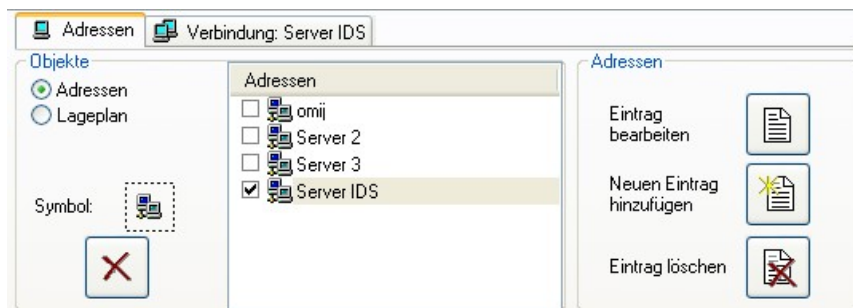 Adressen
Verbindung: Server IDS
Objekte
Adressen
Lageplan
Symbol:
Adressen
omij
Server 2
Server 3
Server IDS
Adressen
Eintrag
bearbeiten
Neuen Eintrag
hinzufügen
Eintrag löschen